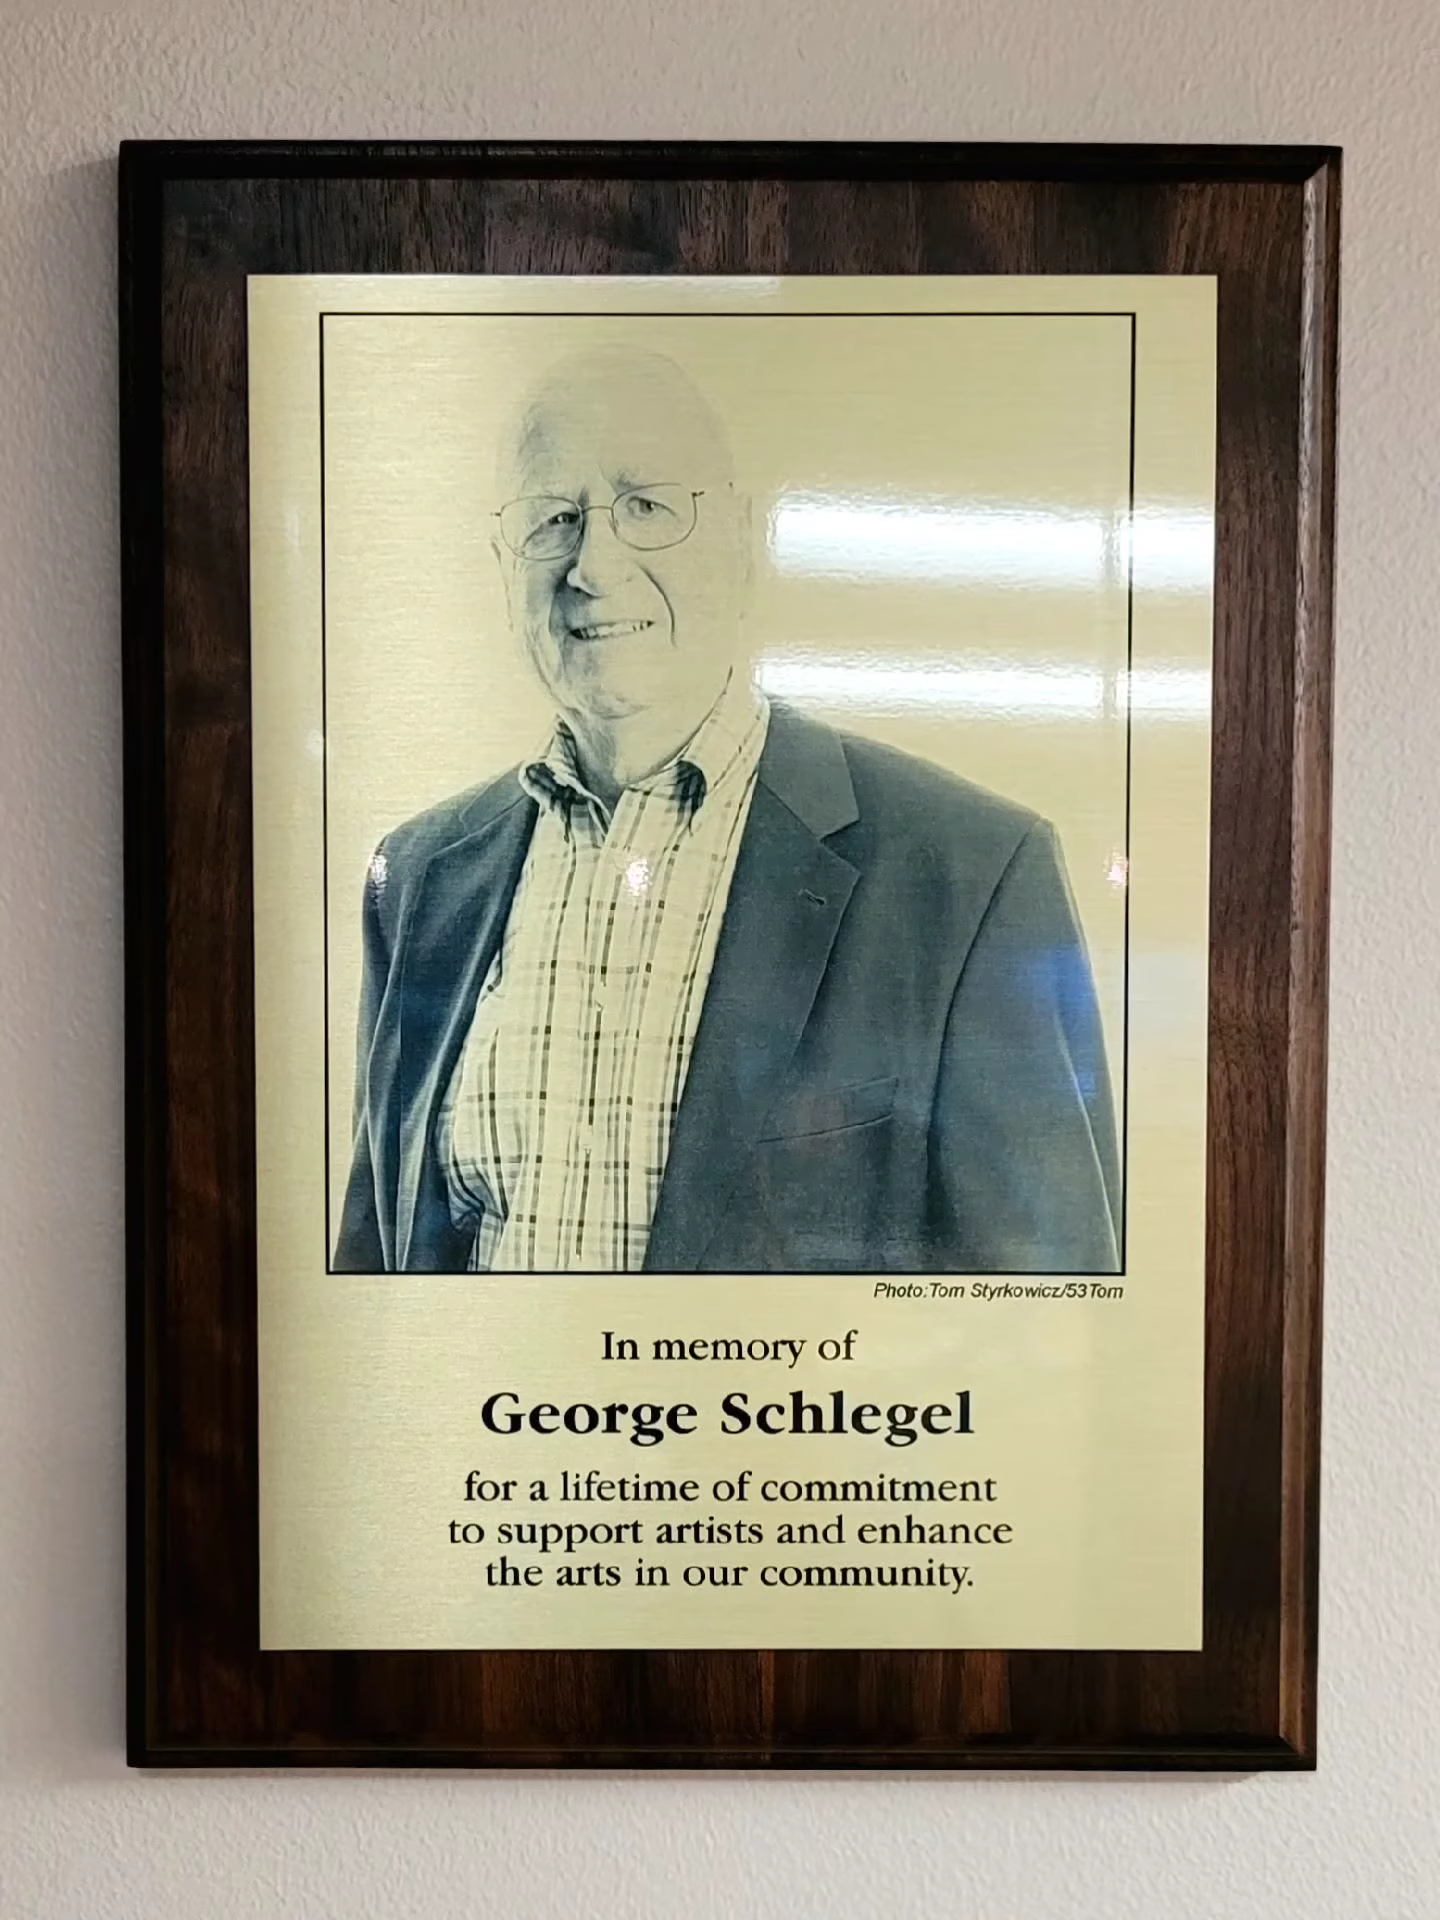 Photo: Tom Styrkowicz/53Tom
In memory of
George Schlegel
for a lifetime of commitment
to support artists and enhance
the arts in our community.